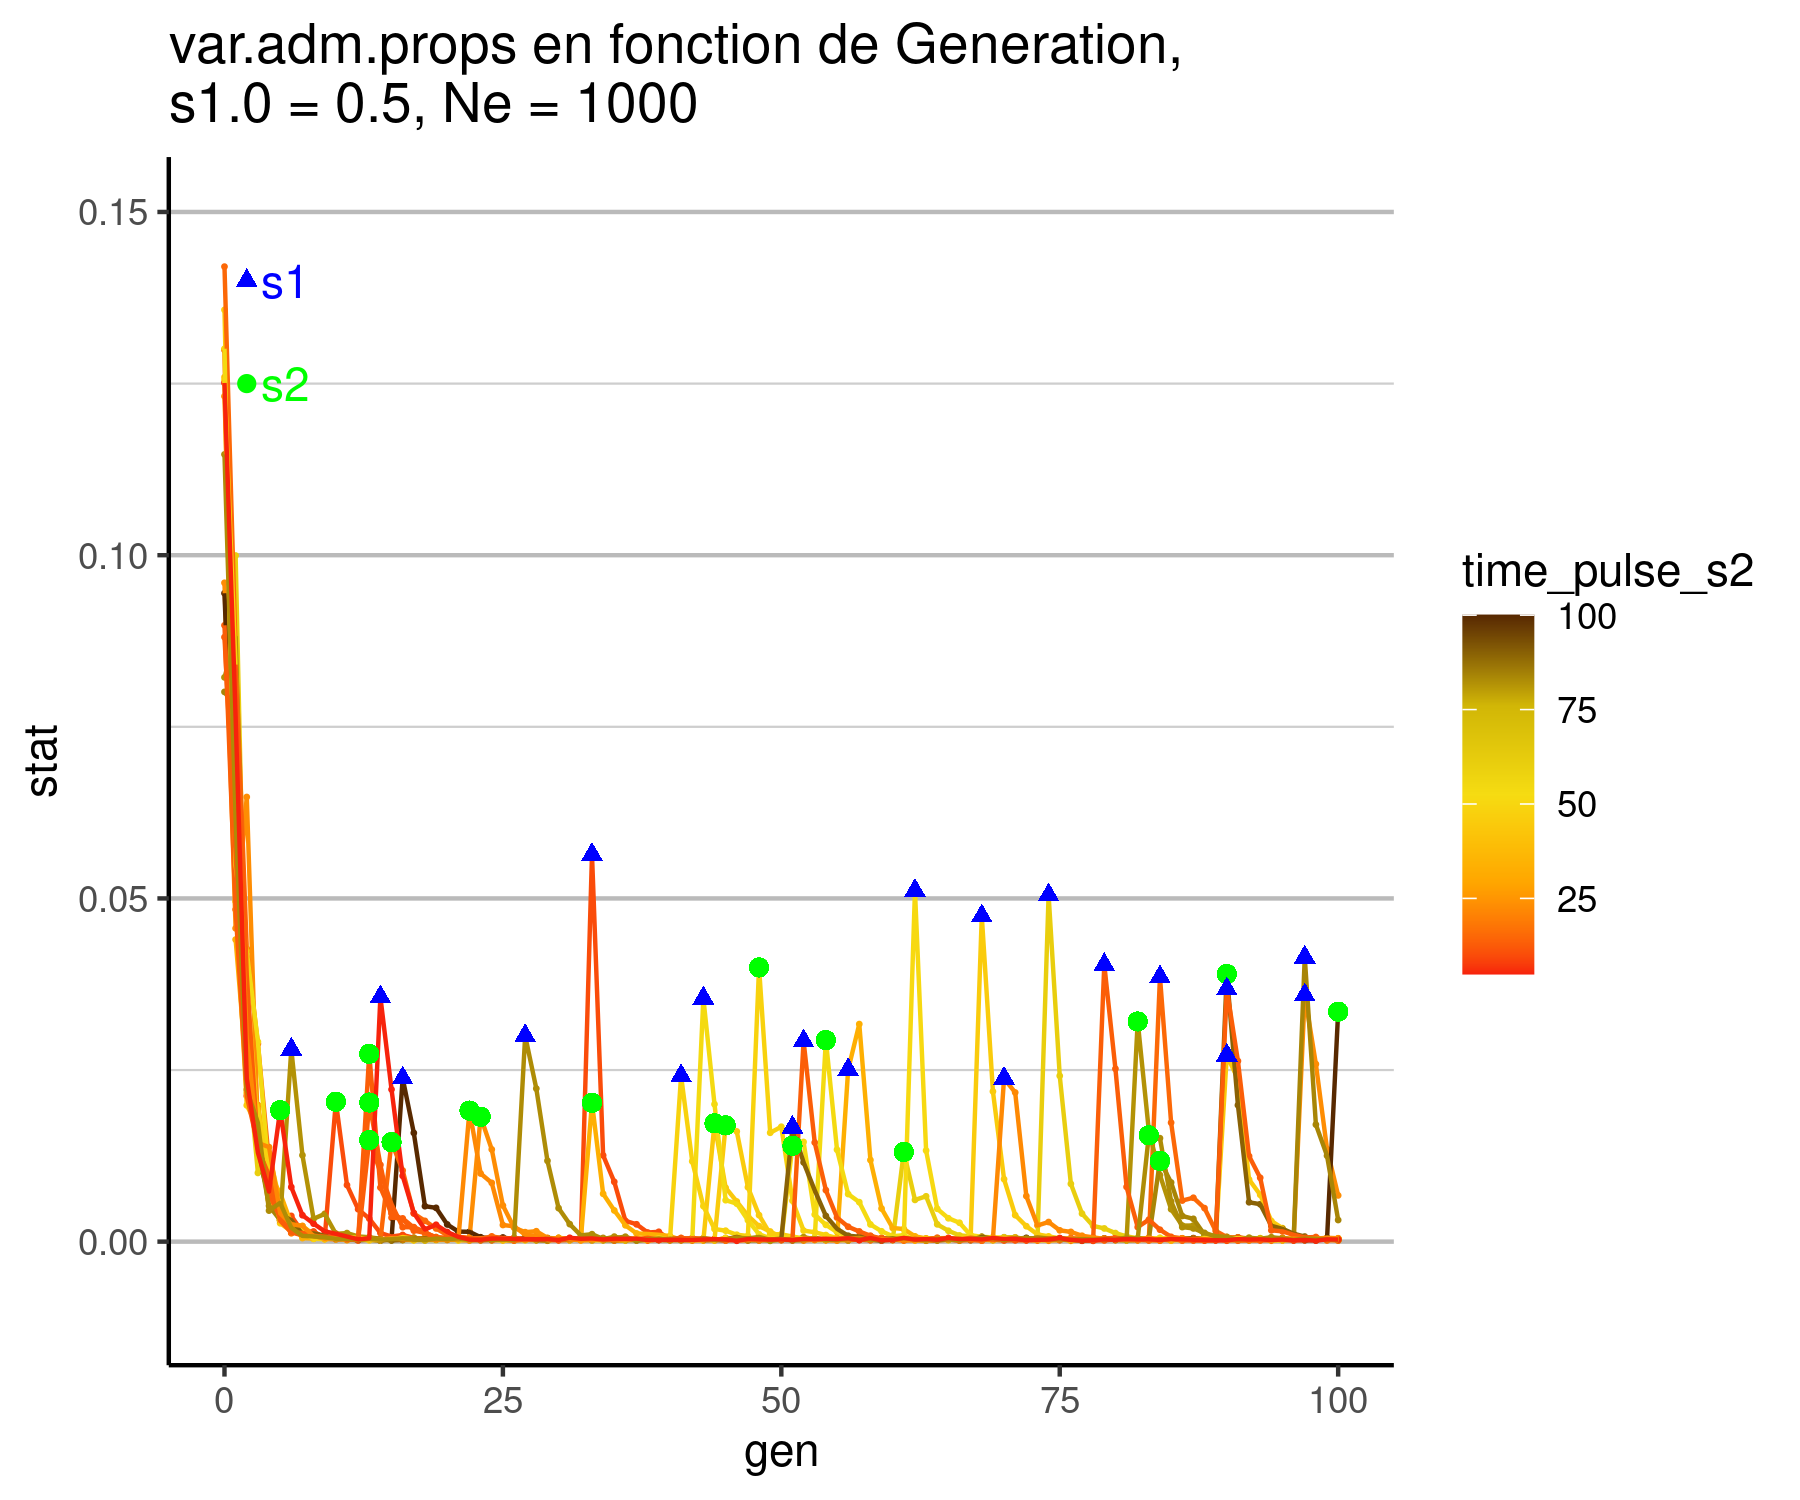 var.adm.props en fonction de Generation,
s1.0 = 0.5, Ne = 1000
0.15
0.10
0.05
0.00
stat
s1
s2
0
25
50
75
100
gen
time_pulse_s2
100
75
50
25